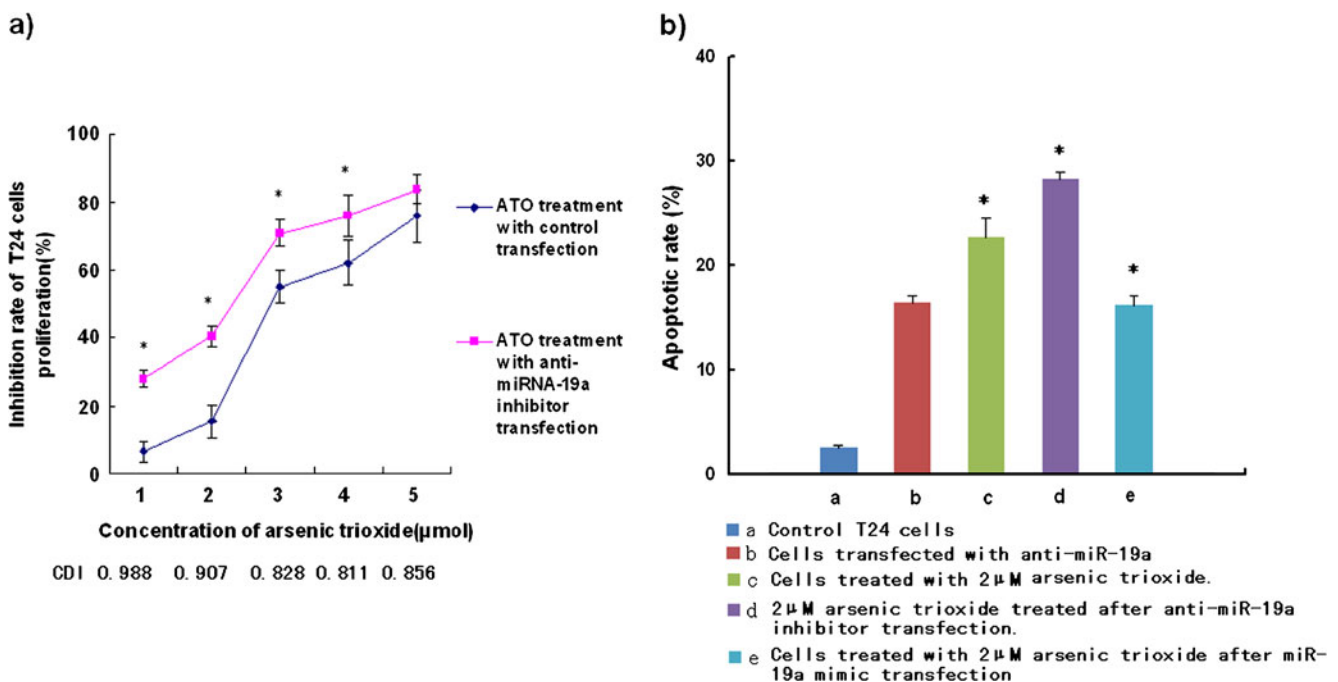 a)
100
80
60
40
20
0
Inhibition rate of T24 cells
proliferation(%)
*
*
*
*
1 2 3 4 5
Concentration of arsenic trioxide(μmol)
CDI 0.988 0.907 0.828 0.811 0.856
ATO treatment
with control
transfection
ATO treatment
with anti-
miRNA-19a
inhibitor
transfection
b)
40
30
20
10
0
Apoptotic rate (%)
*
*
*
a b c d e
a Control T24 cells
b Cells transfected with anti-miR-19a
c Cells treated with 2μM arsenic trioxide.
d 2μM arsenic trioxide treated after anti-miR-19a
inhibitor transfection.
e Cells treated with 2μM arsenic trioxide after miR-
19a mimic transfection